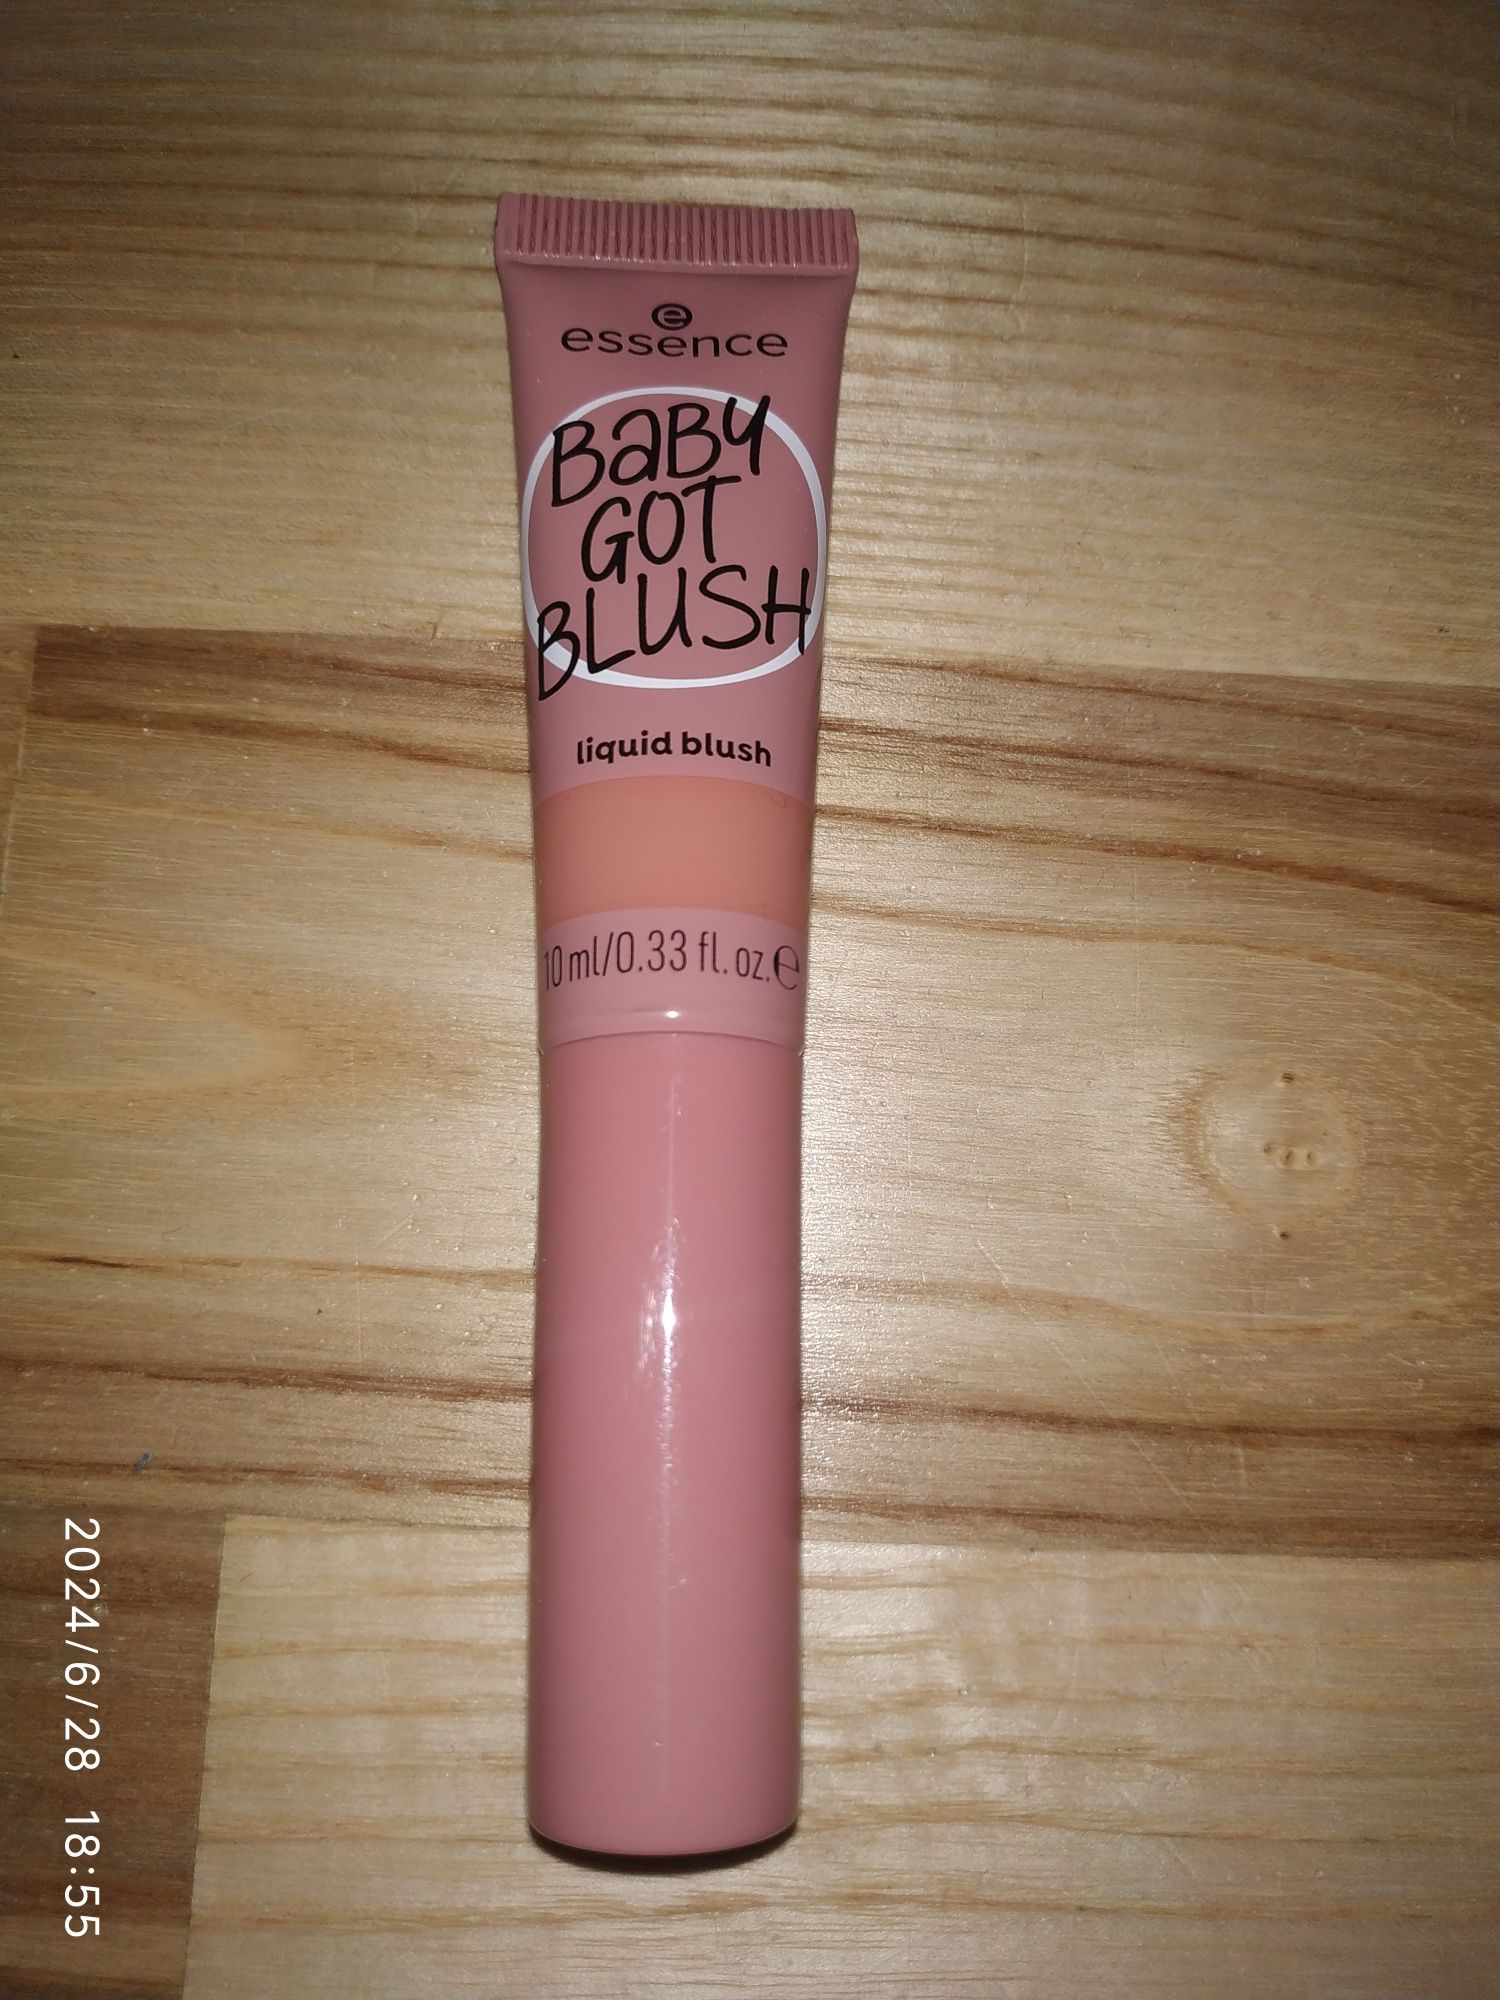 e
essence
BaBY
GOT
BLUSH
liquid blush
10 ml/0.33 fl. oz. ℮
2024/6/28 18:55